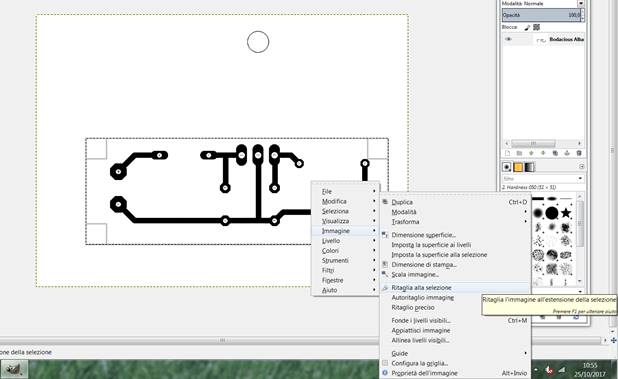 Modalità: Normale
Opacità 100,0
Blocca:
Bodacious Albar
filtro
2. Hardness 050 (51 × 51)
File
Modifica
Seleziona
Visualizza
Immagine
Livello
Colori
Strumenti
Filtri
Finestre
Aiuto
Duplica Ctrl+D
Modalità
Trasforma
Dimensione superficie...
Imposta la superficie ai livelli
Imposta la superficie alla selezione
Dimensione di stampa...
Scala immagine...
Ritaglia alla selezione
Autoritaglio immagine
Ritaglio preciso
Fonde i livelli visibili... Ctrl+M
Appiattisci immagine
Allinea livelli visibili...
Guide
Configura la griglia...
Proprietà dell'immagine Alt+Invio
Ritaglia l'immagine all'estensione della selezione
Premere F1 per ulteriore aiuto
one della selezione
10:55
25/10/2017